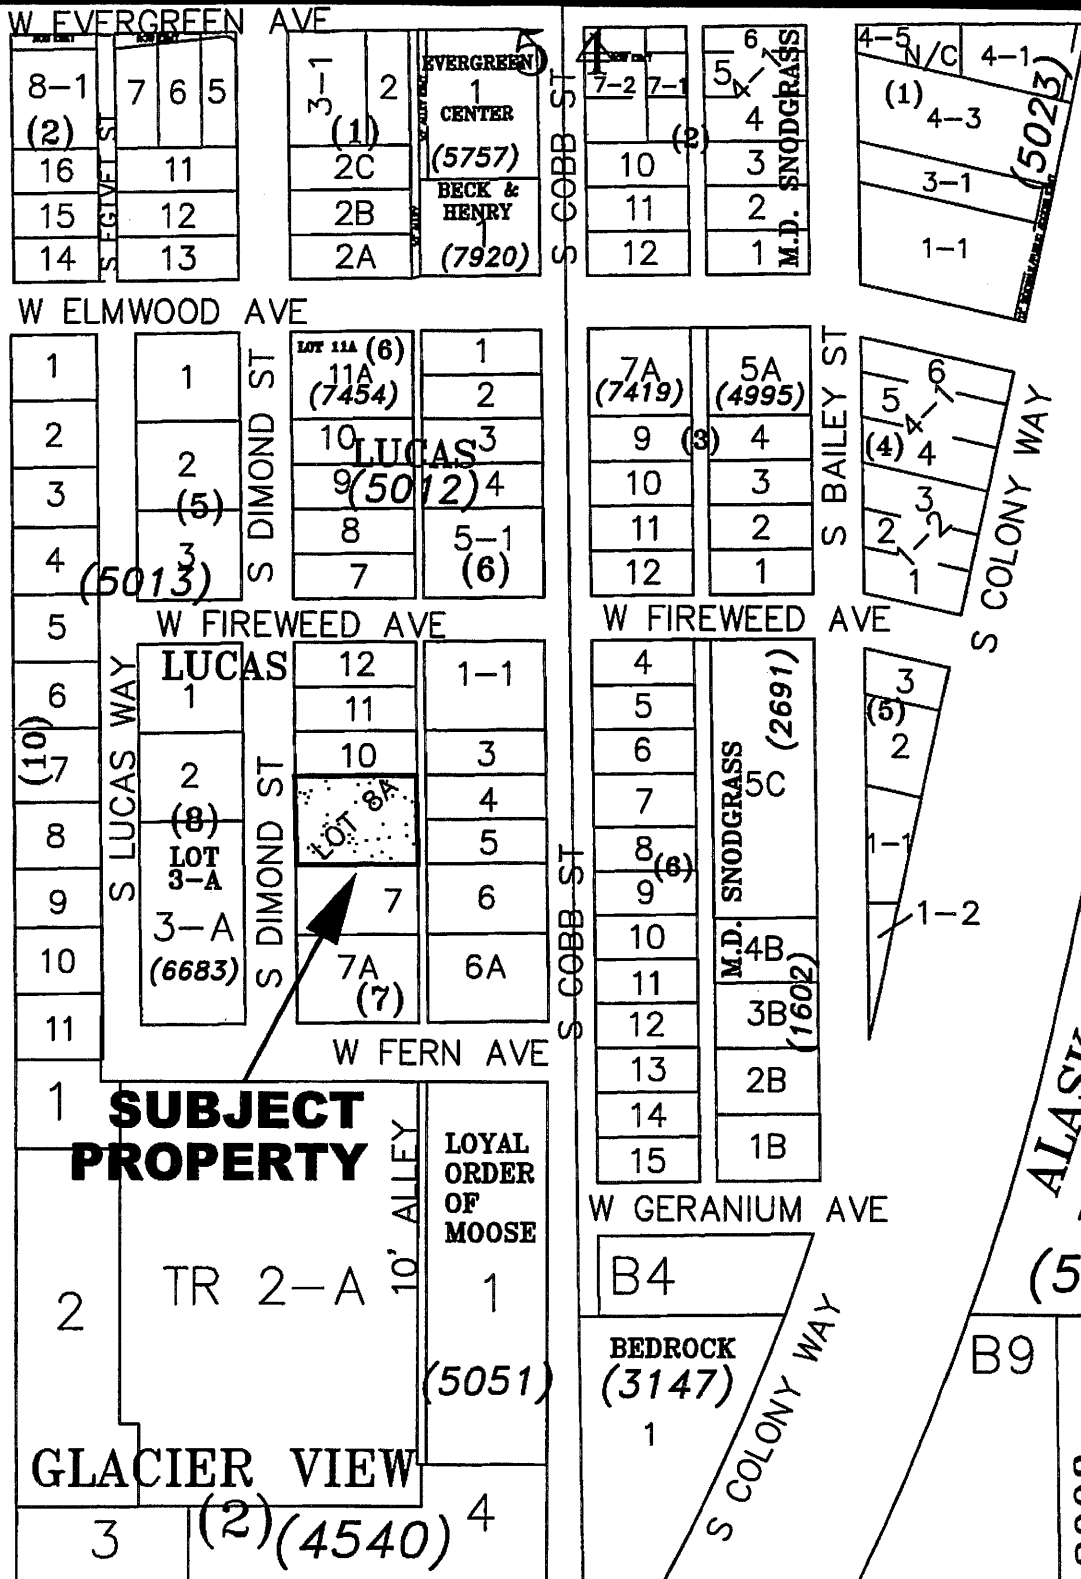 W EVERGREEN AVE
5
4
8-1
(2)
16
15
14
S FGIVET ST
7 6 5
11
12
13
3-1 2
(1)
2C
2B
2A
EVERGREEN
1
CENTER
(5757)
BECK &
HENRY
1
(7920)
S COBB ST
7-2 7-1
(2)
10
11
12
6
5 4-1
4
3
2
1
M.D. SNODGRASS
4-5 N/C 4-1
(1)
4-3
3-1
1-1
(5023)
W ELMWOOD AVE
1
2
3
4
5
6
7
8
9
10
11
(10)
(5013)
1
2
(5)
3
S DIMOND ST
LOT 11A (6)
11A
(7454)
10
9
8
7
LUCAS
(5012)
1
2
3
4
5-1
(6)
7A
(7419)
9
10
11
12
(3)
5A
(4995)
4
3
2
1
S BAILEY ST
6
5 4-1
(4) 4
3
2 1-2
1
S COLONY WAY
W FIREWEED AVE
W FIREWEED AVE
S LUCAS WAY
LUCAS
1
2
(8)
LOT
3-A
3-A
(6683)
S DIMOND ST
12
11
10
LOT 8A
7
7A
(7)
1-1
3
4
5
6
6A
S COBB ST
4
5
6
7
8
(6)
9
10
11
12
13
14
15
(2691)
5C
M.D. SNODGRASS
4B
3B
(1602)
2B
1B
3
(5)
2
1-1
1-2
W FERN AVE
SUBJECT
PROPERTY
1
2
TR 2-A
10' ALLEY
LOYAL
ORDER
OF
MOOSE
1
(5051)
W GERANIUM AVE
B4
BEDROCK
(3147)
1
S COLONY WAY
B9
(5
GLACIER VIEW
(2) (4540)
3
4